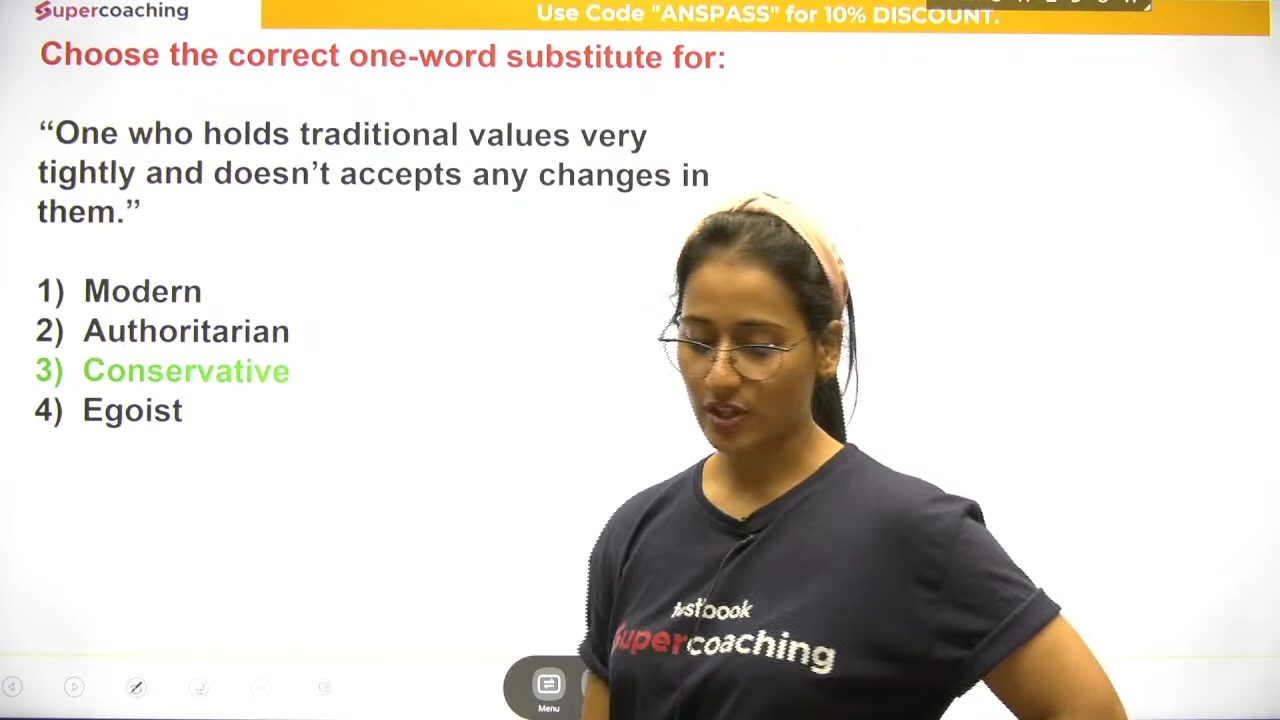 Supercoaching
Use Code "ANSPASS" for 10% DISCOUNT.
Choose the correct one-word substitute for:
“One who holds traditional values very
tightly and doesn’t accepts any changes in
them.”
1) Modern
2) Authoritarian
3) Conservative
4) Egoist
testbook
Supercoaching
Menu